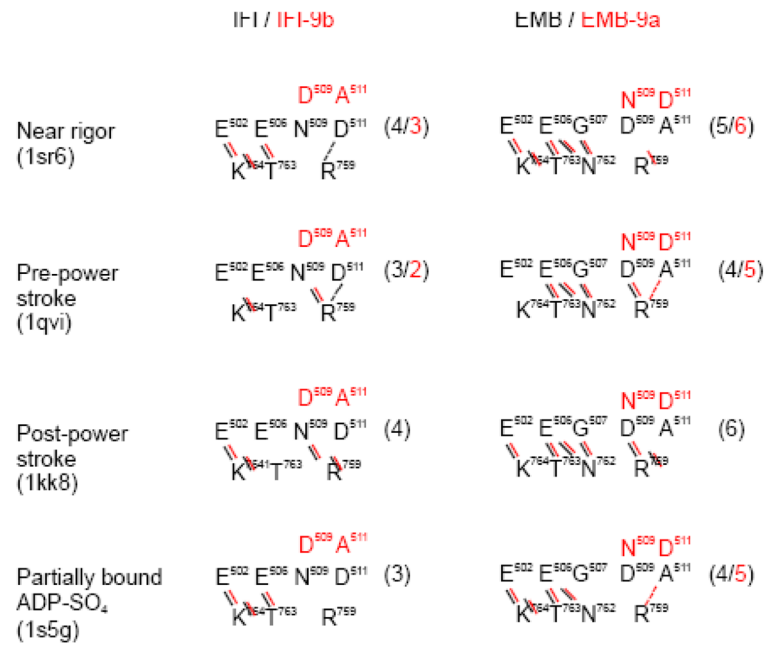 IFI / IFI-9b EMB / EMB-9a
D509 A511 N509 D511
Near rigor
(1sr6)
E502 E506 N509 D511 (4/3) E502 E506 G507 D509 A511 (5/6)
K764 T763 R759 K764 T763 N762 R759
D509 A511 N509 D511
Pre-power
stroke
(1qvi)
E502 E506 N509 D511 (3/2) E502 E506 G507 D509 A511 (4/5)
K764 T763 R759 K764 T763 N762 R759
D509 A511 N509 D511
Post-power
stroke
(1kk8)
E502 E506 N509 D511 (4) E502 E506 G507 D509 A511 (6)
K7641 T763 R759 K764 T763 N762 R759
D509 A511 N509 D511
Partially bound
ADP-SO4
(1s5g)
E502 E506 N509 D511 (3) E502 E506 G507 D509 A511 (4/5)
K764 T763 R759 K764 T763 N762 R759